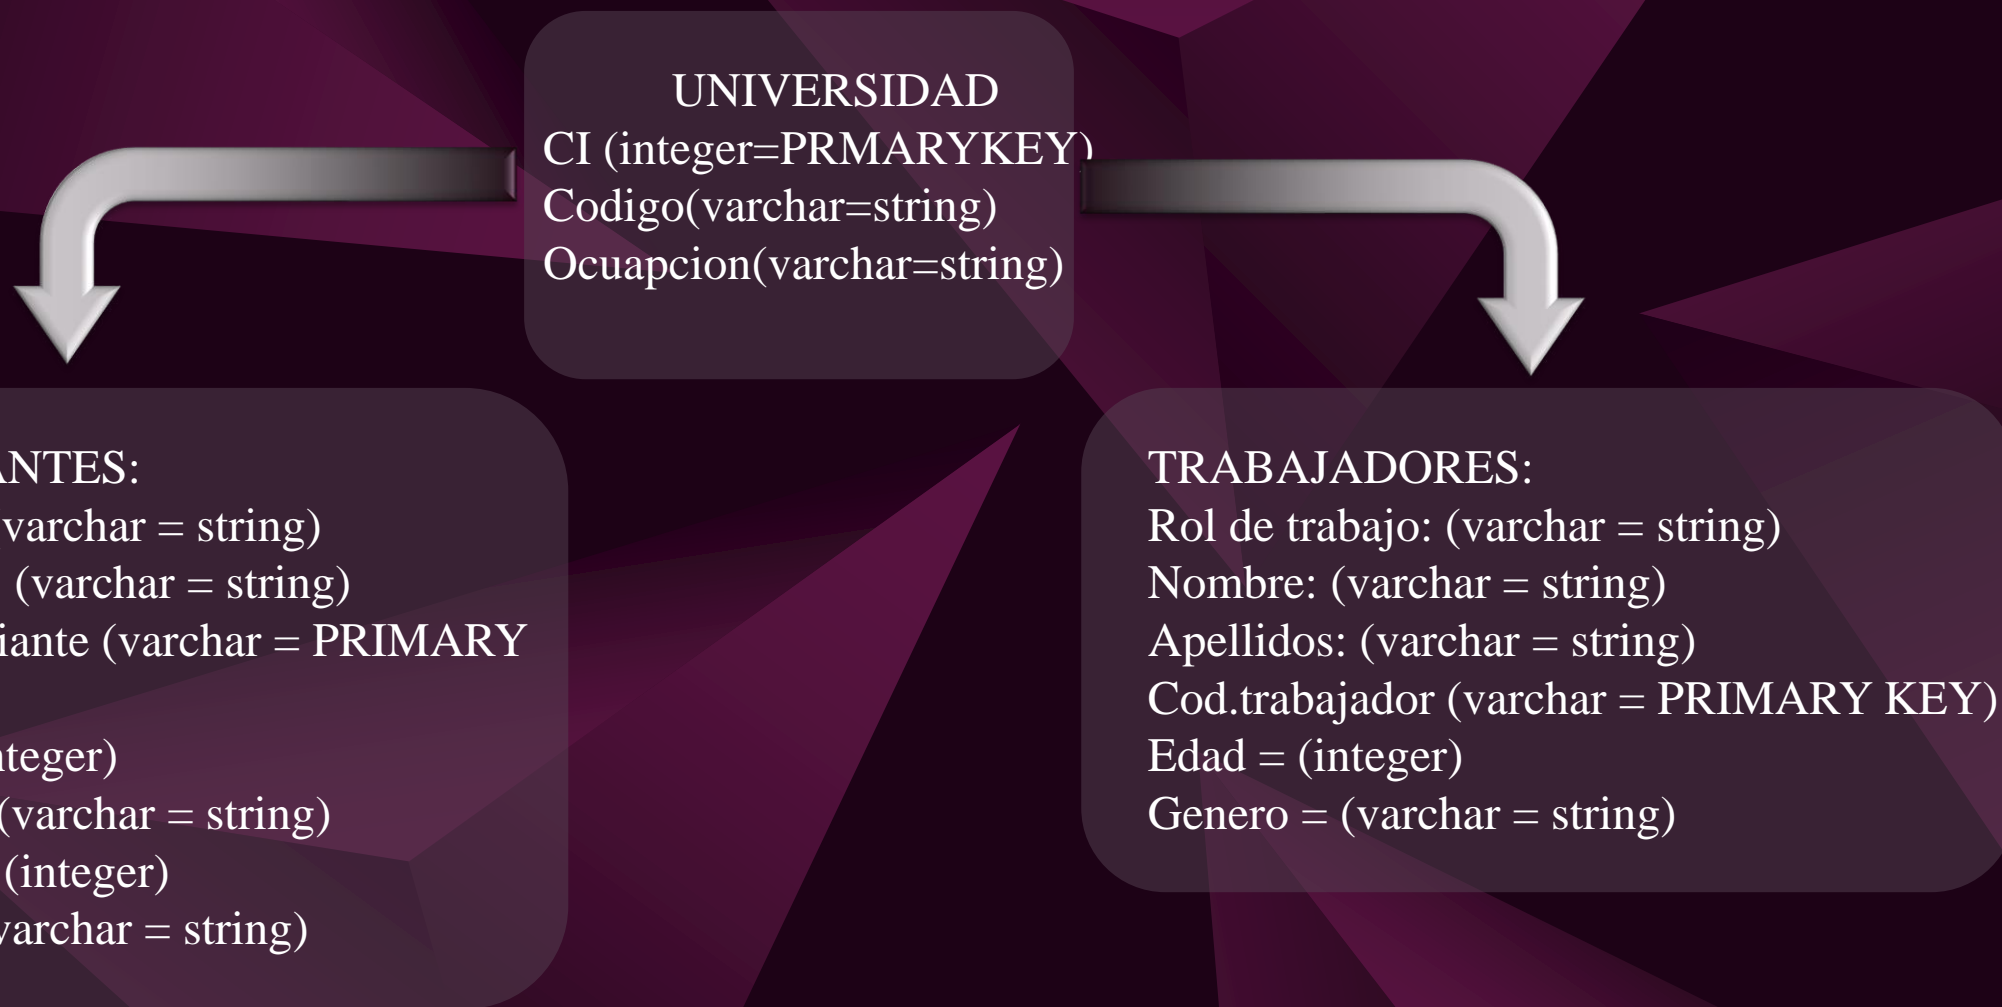 UNIVERSIDAD
CI (integer=PRMARYKEY)
Codigo(varchar=string)
Ocuapcion(varchar=string)
ANTES:
(varchar = string)
(varchar = string)
iante (varchar = PRIMARY
nteger)
(varchar = string)
(integer)
varchar = string)
TRABAJADORES:
Rol de trabajo: (varchar = string)
Nombre: (varchar = string)
Apellidos: (varchar = string)
Cod.trabajador (varchar = PRIMARY KEY)
Edad = (integer)
Genero = (varchar = string)